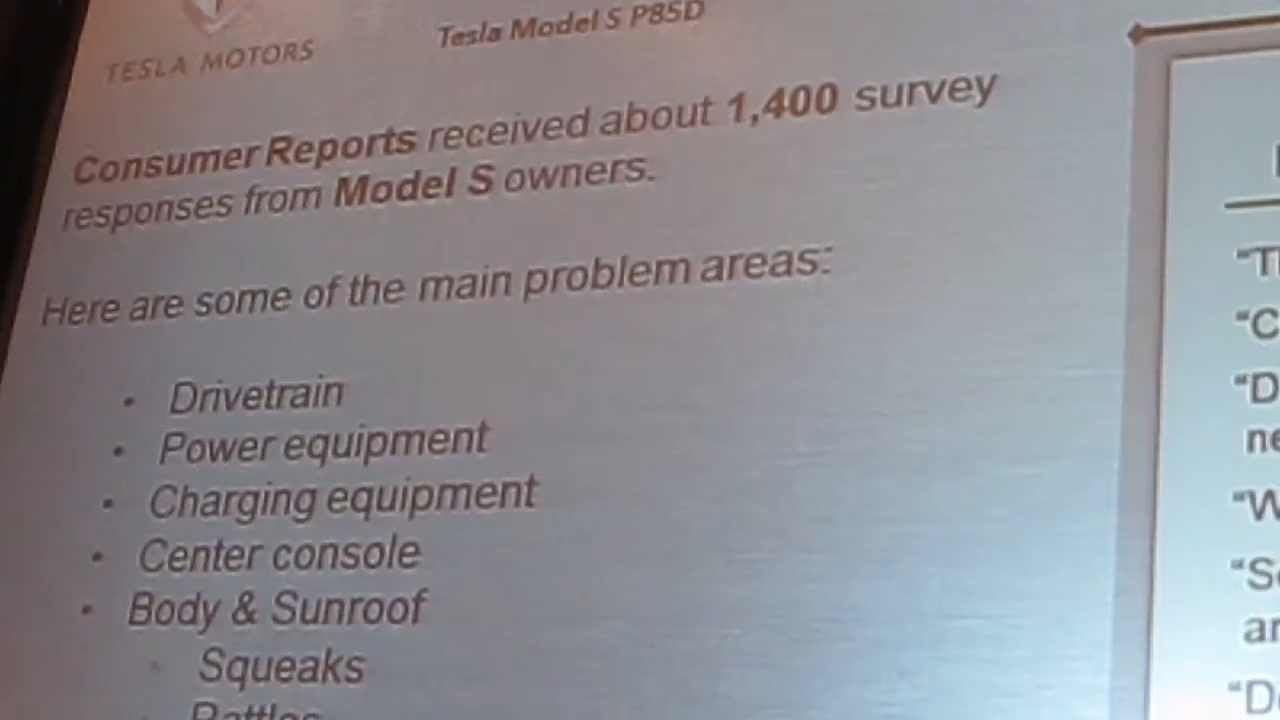 TESLA MOTORS
Tesla Model S P85D
Consumer Reports received about 1,400 survey
responses from Model S owners.
Here are some of the main problem areas:
• Drivetrain
• Power equipment
• Charging equipment
• Center console
• Body & Sunroof
• Squeaks
Rattles